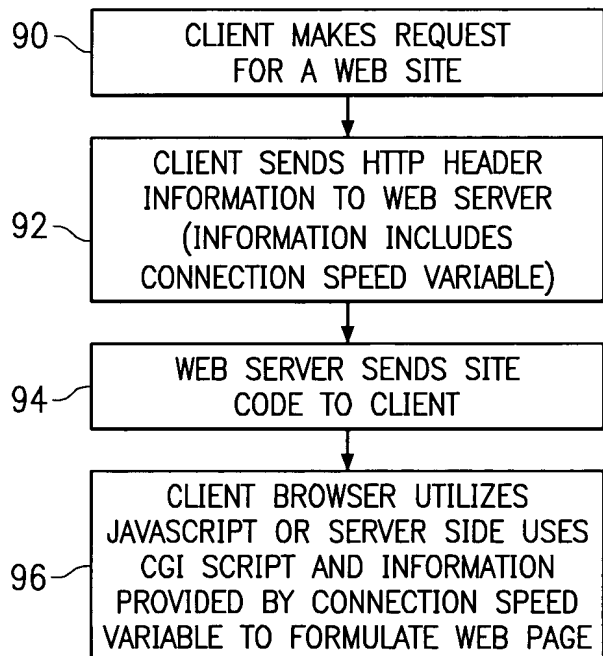 90
CLIENT MAKES REQUEST
FOR A WEB SITE
92
CLIENT SENDS HTTP HEADER
INFORMATION TO WEB SERVER
(INFORMATION INCLUDES
CONNECTION SPEED VARIABLE)
94
WEB SERVER SENDS SITE
CODE TO CLIENT
96
CLIENT BROWSER UTILIZES
JAVASCRIPT OR SERVER SIDE USES
CGI SCRIPT AND INFORMATION
PROVIDED BY CONNECTION SPEED
VARIABLE TO FORMULATE WEB PAGE